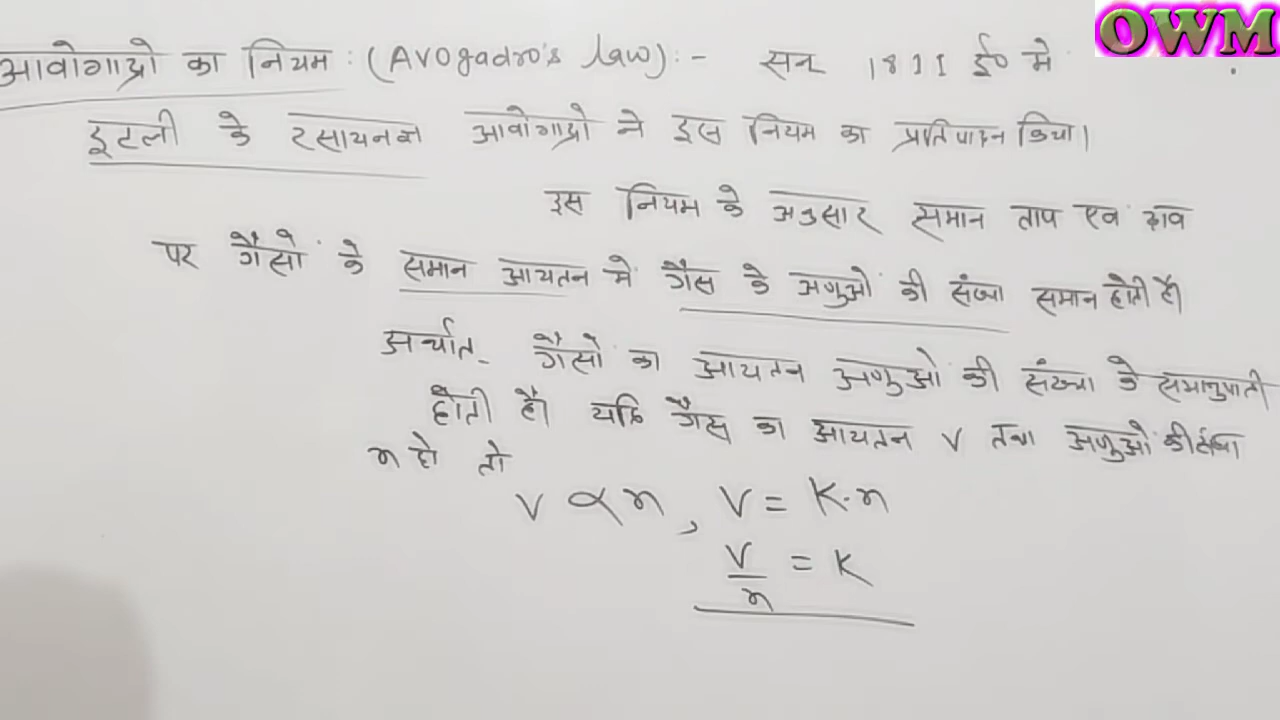 OWM
आवोगाद्रो का नियम : (Avogadro's law) :- सन् 1811 ई० मे
इटली के रसायनज्ञ आवोगाद्रो ने इस नियम का प्रतिपादन किया।
इस नियम के अनुसार समान ताप एवं दाव
पर गैसों के समान आयतन में गैस के अणुओं की संख्या समान होती है।
अर्थात- गैसों का आयतन अणुओं की संख्या के समानुपाती
होती है। यदि गैस का आयतन V तथा अणुओं की संख्या
n हो तो
V ∝ n , V = K.n
V/n = K